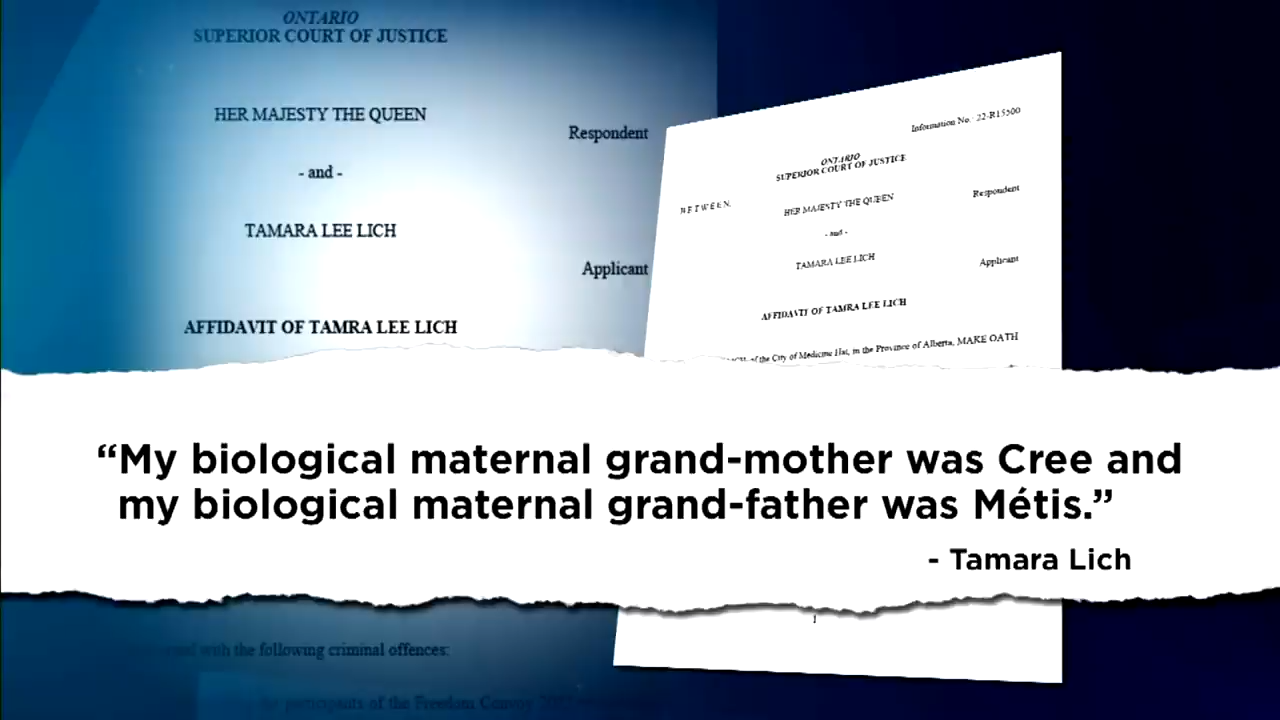 ONTARIO
SUPERIOR COURT OF JUSTICE
HER MAJESTY THE QUEEN
Respondent
- and -
TAMARA LEE LICH
Applicant
AFFIDAVIT OF TAMRA LEE LICH
Information No.: 22-R15500
ONTARIO
SUPERIOR COURT OF JUSTICE
B E T W E E N:
HER MAJESTY THE QUEEN
Respondent
- and -
TAMARA LEE LICH
Applicant
AFFIDAVIT OF TAMRA LEE LICH
of the City of Medicine Hat, in the Province of Alberta, MAKE OATH
“My biological maternal grand-mother was Cree and
my biological maternal grand-father was Métis.”
- Tamara Lich
1
with the following criminal offences:
participants of the Freedom Convoy